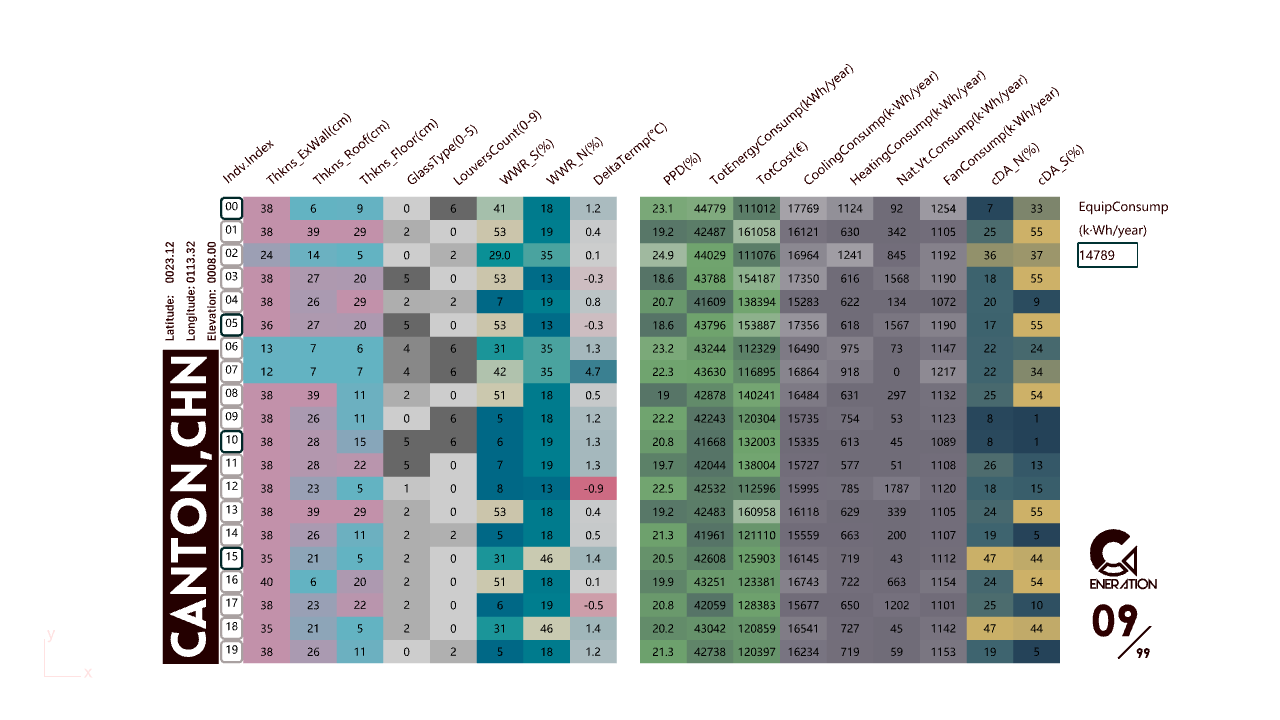 Indv.Index Thkns_ExWall(cm) Thkns_Roof(cm) Thkns_Floor(cm) GlassType(0-5) LouversCount(0-9) WWR_S(%) WWR_N(%) DeltaTermp(°C) PPD(%) TotEnergyConsump(kWh/year) TotCost(€) CoolingConsump(k·Wh/year) HeatingConsump(k·Wh/year) Nat.Vt.Consump(k·Wh/year) FanConsump(k·Wh/year) cDA_N(%) cDA_S(%)
00 38 6 9 0 6 41 18 1.2 23.1 44779 111012 17769 1124 92 1254 7 33
01 38 39 29 2 0 53 19 0.4 19.2 42487 161058 16121 630 342 1105 25 55
02 24 14 5 0 2 29.0 35 0.1 24.9 44029 111076 16964 1241 845 1192 36 37
03 38 27 20 5 0 53 13 -0.3 18.6 43788 154187 17350 616 1568 1190 18 55
04 38 26 29 2 2 7 19 0.8 20.7 41609 138394 15283 622 134 1072 20 9
05 36 27 20 5 0 53 13 -0.3 18.6 43796 153887 17356 618 1567 1190 17 55
06 13 7 6 4 6 31 35 1.3 23.2 43244 112329 16490 975 73 1147 22 24
07 12 7 7 4 6 42 35 4.7 22.3 43630 116895 16864 918 0 1217 22 34
08 38 39 11 2 0 51 18 0.5 19 42878 140241 16484 631 297 1132 25 54
09 38 26 11 0 6 5 18 1.2 22.2 42243 120304 15735 754 53 1123 8 1
10 38 28 15 5 6 6 19 1.3 20.8 41668 132003 15335 613 45 1089 8 1
11 38 28 22 5 0 7 19 1.3 19.7 42044 138004 15727 577 51 1108 26 13
12 38 23 5 1 0 8 13 -0.9 22.5 42532 112596 15995 785 1787 1120 18 15
13 38 39 29 2 0 53 18 0.4 19.2 42483 160958 16118 629 339 1105 24 55
14 38 26 11 2 2 5 18 0.5 21.3 41961 121110 15559 663 200 1107 19 5
15 35 21 5 2 0 31 46 1.4 20.5 42608 125903 16145 719 43 1112 47 44
16 40 6 20 2 0 51 18 0.1 19.9 43251 123381 16743 722 663 1154 24 54
17 38 23 22 2 0 6 19 -0.5 20.8 42059 128383 15677 650 1202 1101 25 10
18 35 21 5 2 0 31 46 1.4 20.2 43042 120859 16541 727 45 1142 47 44
19 38 26 11 0 2 5 18 1.2 21.3 42738 120397 16234 719 59 1153 19 5
EquipConsump
(k·Wh/year)
14789
Latitude: 0023.12
Longitude: 0113.32
Elevation: 0008.00
CANTON,CHN
ENERATION
09/99
y
x